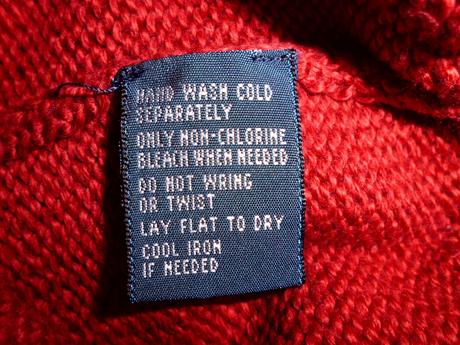 HAND WASH COLD
SEPARATELY
ONLY NON-CHLORINE
BLEACH WHEN NEEDED
DO NOT WRING
OR TWIST
LAY FLAT TO DRY
COOL IRON
IF NEEDED